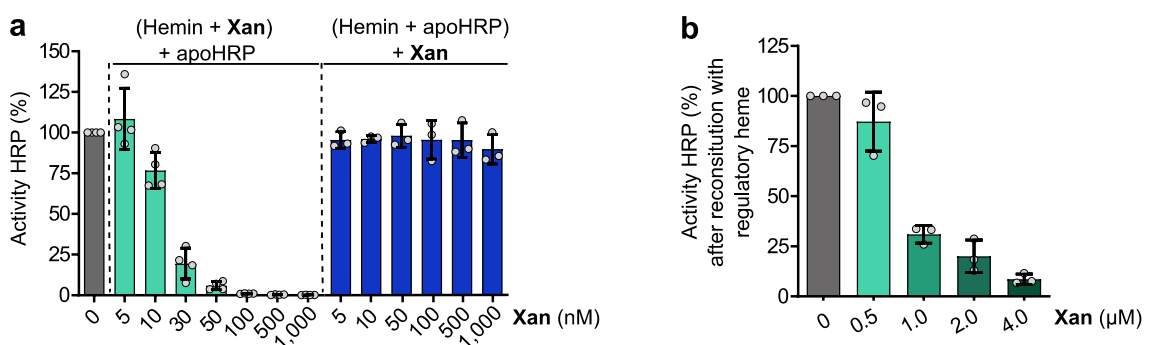 a
(Hemin + Xan)
+ apoHRP
(Hemin + apoHRP)
+ Xan
Activity HRP (%)
150
125
100
75
50
25
0
0 5 10 30 50 100 500 1,000 5 10 50 100 500 1,000 Xan (nM)
b
Activity HRP (%)
after reconsitution with
regulatory heme
125
100
75
50
25
0
0 0.5 1.0 2.0 4.0 Xan (μM)